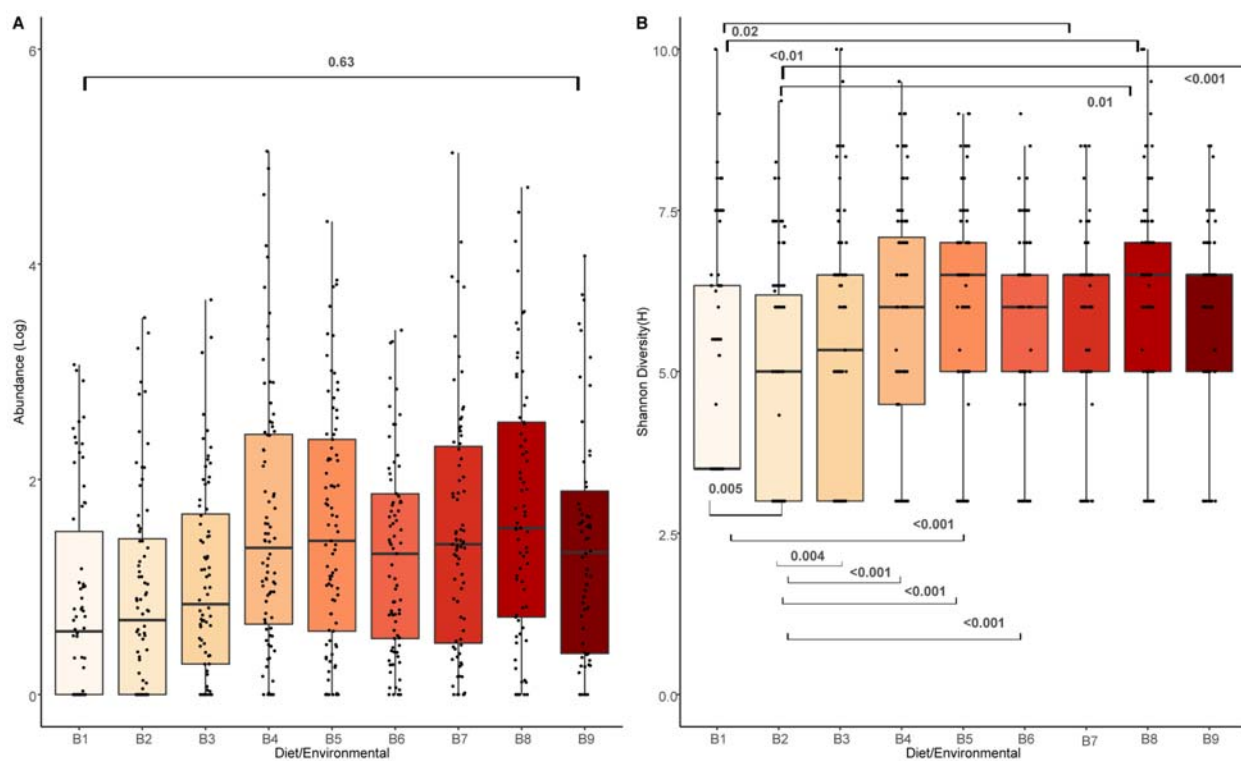 A
6
4
2
0
Abundance (Log)
0.63
B1 B2 B3 B4 B5 B6 B7 B8 B9
Diet/Environmental
B
10.0
7.5
5.0
2.5
0.0
Shannon Diversity(H)
0.02
<0.01
<0.001
0.01
0.005
<0.001
0.004
<0.001
<0.001
<0.001
B1 B2 B3 B4 B5 B6 B7 B8 B9
Diet/Environmental